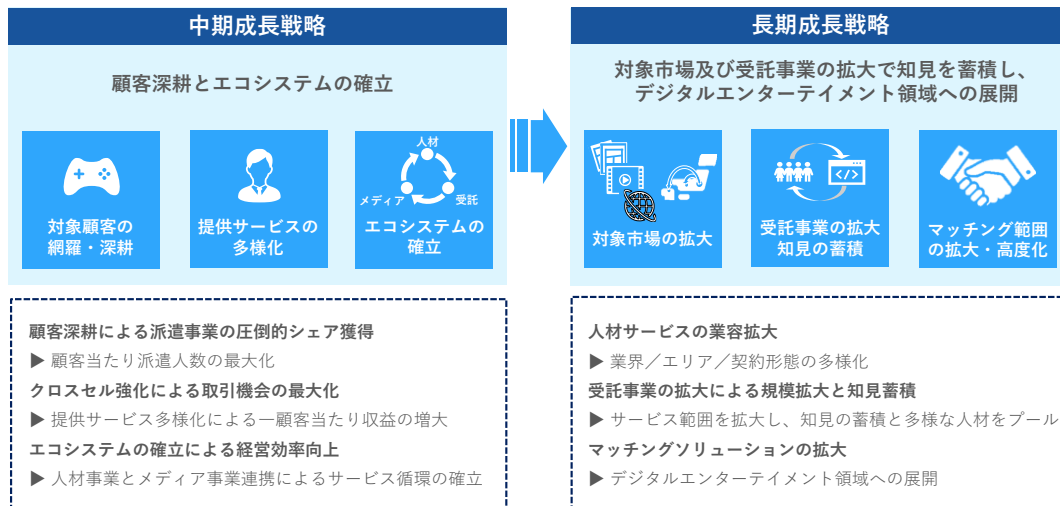 中期成長戦略
顧客深耕とエコシステムの確立
対象顧客の
網羅・深耕
提供サービスの
多様化
人材
メディア
受託
エコシステムの
確立
顧客深耕による派遣事業の圧倒的シェア獲得
▶ 顧客当たり派遣人数の最大化
クロスセル強化による取引機会の最大化
▶ 提供サービス多様化による一顧客当たり収益の増大
エコシステムの確立による経営効率向上
▶ 人材事業とメディア事業連携によるサービス循環の確立
長期成長戦略
対象市場及び受託事業の拡大で知見を蓄積し、
デジタルエンターテイメント領域への展開
対象市場の拡大
</>
受託事業の拡大
知見の蓄積
マッチング範囲
の拡大・高度化
人材サービスの業容拡大
▶ 業界／エリア／契約形態の多様化
受託事業の拡大による規模拡大と知見蓄積
▶ サービス範囲を拡大し、知見の蓄積と多様な人材をプール
マッチングソリューションの拡大
▶ デジタルエンターテイメント領域への展開